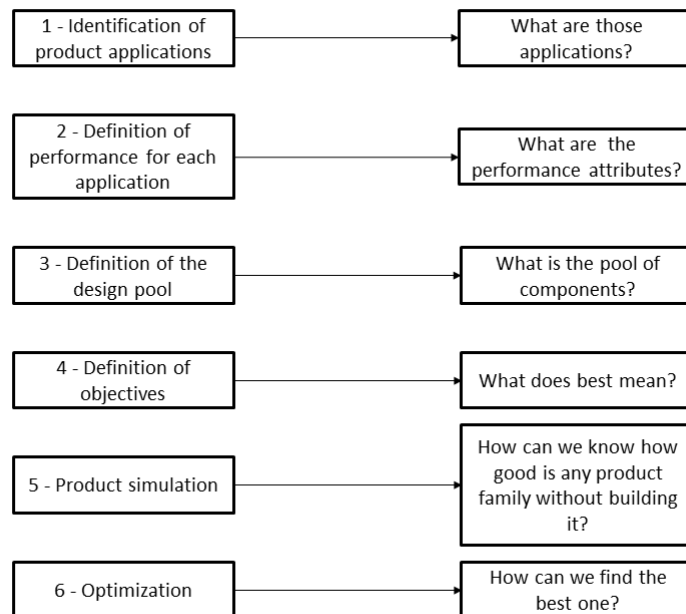 1 - Identification of
product applications
What are those
applications?
2 - Definition of
performance for each
application
What are  the
performance attributes?
3 - Definition of the
design pool
What is the pool of
components?
4 - Definition of
objectives
What does best mean?
5 - Product simulation
How can we know how
good is any product
family without building
it?
6 - Optimization
How can we find the
best one?